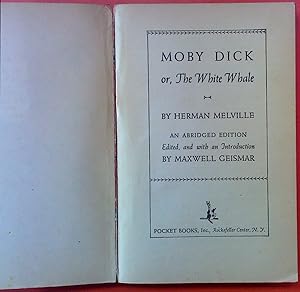 MOBY DICK
or, The White Whale
BY HERMAN MELVILLE
AN ABRIDGED EDITION
Edited, and with an Introduction
BY MAXWELL GEISMAR
POCKET BOOKS, Inc., Rockefeller Center, N. Y.